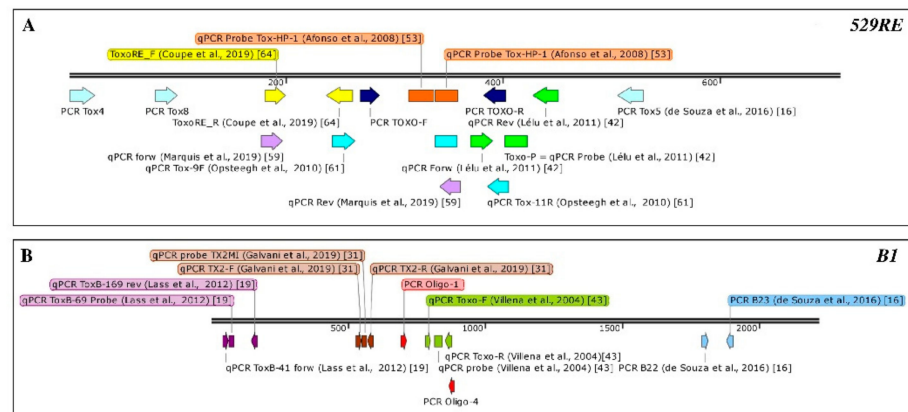 A
529RE
qPCR Probe Tox-HP-1 (Afonso et al., 2008) [53]
ToxoRE_F (Coupe et al., 2019) [64]
qPCR Probe Tox-HP-1 (Afonso et al., 2008) [53]
200
400
600
PCR Tox4
PCR Tox8
PCR TOXO-F
PCR TOXO-R
PCR Tox5 (de Souza et al., 2016) [16]
ToxoRE_R (Coupe et al., 2019) [64]
qPCR Rev (Lélu et al., 2011) [42]
qPCR forw (Marquis et al., 2019) [59]
Toxo-P = qPCR Probe (Lélu et al., 2011) [42]
qPCR Tox-9F (Opsteegh et al., 2010) [61]
qPCR Forw (Lélu et al., 2011) [42]
qPCR Rev (Marquis et al., 2019) [59]
qPCR Tox-11R (Opsteegh et al., 2010) [61]
B
B1
qPCR probe TX2MI (Galvani et al., 2019) [31]
qPCR TX2-F (Galvani et al., 2019) [31]
qPCR TX2-R (Galvani et al., 2019) [31]
qPCR ToxB-169 rev (Lass et al., 2012) [19]
PCR Oligo-1
qPCR ToxB-69 Probe (Lass et al., 2012) [19]
qPCR Toxo-F (Villena et al., 2004) [43]
PCR B23 (de Souza et al., 2016) [16]
500
1000
1500
2000
qPCR Toxo-R (Villena et al., 2004)[43]
qPCR ToxB-41 forw (Lass et al., 2012) [19]
qPCR probe (Villena et al., 2004) [43]
PCR B22 (de Souza et al., 2016) [16]
PCR Oligo-4